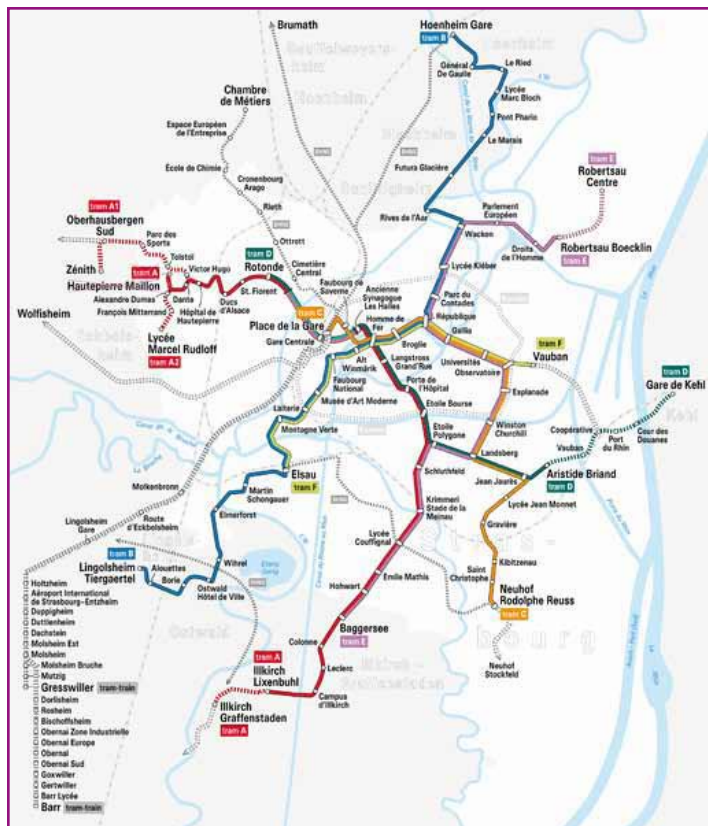 Brumath
Hoenheim Gare
tram B
Général
De Gaulle
Le Ried
Lycée
Marc Bloch
Pont Phario
Le Marais
Futura Glacière
Rives de l'Aar
Chambre
de Métiers
Espace Européen
de l'Entreprise
École de Chimie
Cronenbourg
Arago
Rieth
Ottrott
Cimetière
Central
tram E
Robertsau
Centre
Parlement
Européen
Wacken
Droits
de l'Homme
Robertsau Boecklin
tram E
Lycée Kléber
Parc du
Contades
République
tram A1
Oberhausbergen
Sud
Parc des
Sports
Zénith
tram A
Hautepierre Maillon
Victor Hugo
Alexandre Dumas
Dante
François Mitterrand
Hôpital de
Hautepierre
Ducs
d'Alsace
St. Florent
tram D
Rotonde
Lycée
Marcel Rudloff
tram A2
Wolfisheim
Faubourg de
Saverne
Ancienne
Synagogue
Les Halles
tram C
Place de la Gare
Gare Centrale
Homme de
Fer
Broglie
Gallia
Alt
Winmärik
Langstross
Grand'Rue
Universités
Observatoire
tram F
Vauban
Faubourg
National
Musée d'Art Moderne
Porte de
l'Hôpital
Esplanade
tram D
Gare de Kehl
Laiterie
Etoile Bourse
Montagne Verte
Etoile
Polygone
Winston
Churchill
Landsberg
Coopérative
Vauban
Port
du Rhin
Cour des
Douanes
Elsau
tram F
Schluthfeld
Jean Jaurès
Aristide Briand
tram D
Molkenbronn
Martin
Schongauer
Elmerforst
Krimmeri
Stade de la
Meinau
Lycée Jean Monnet
Lingolsheim
Gare
Route
d'Eckbolsheim
Lycée
Couffignal
Gravière
tram B
Lingolsheim
Tiergaertel
Alouettes
Borie
Wihrel
Ostwald
Hôtel de Ville
Emile Mathis
Hohwart
Kibitzenau
Saint
Christophe
Neuhof
Rodolphe Reuss
tram C
Baggersee
tram E
Neuhof
Stockfeld
Colonne
Leclerc
Campus
d'Illkirch
tram A
Illkirch
Lixenbuhl
Illkirch
Graffenstaden
tram A
Holtzheim
Aéroport International
de Strasbourg-Entzheim
Duppigheim
Duttlenheim
Dachstein
Molsheim Est
Molsheim
Molsheim Bruche
Mutzig
Gresswiller tram-train
Dorlisheim
Rosheim
Bischoffsheim
Obernai Zone Industrielle
Obernai Europe
Obernai
Obernai Sud
Goxwiller
Gertwiller
Barr Lycée
Barr tram-train